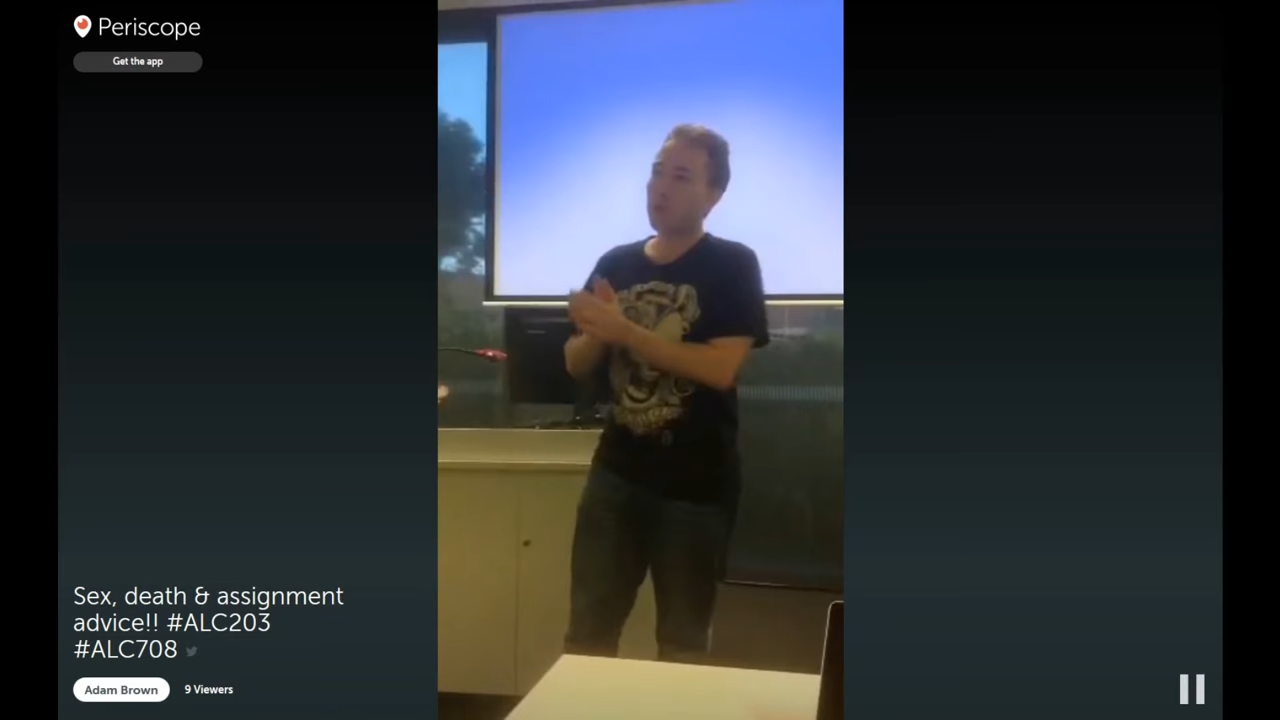 Periscope
Get the app
Sex, death & assignment
advice!! #ALC203
#ALC708
Adam Brown
9 Viewers